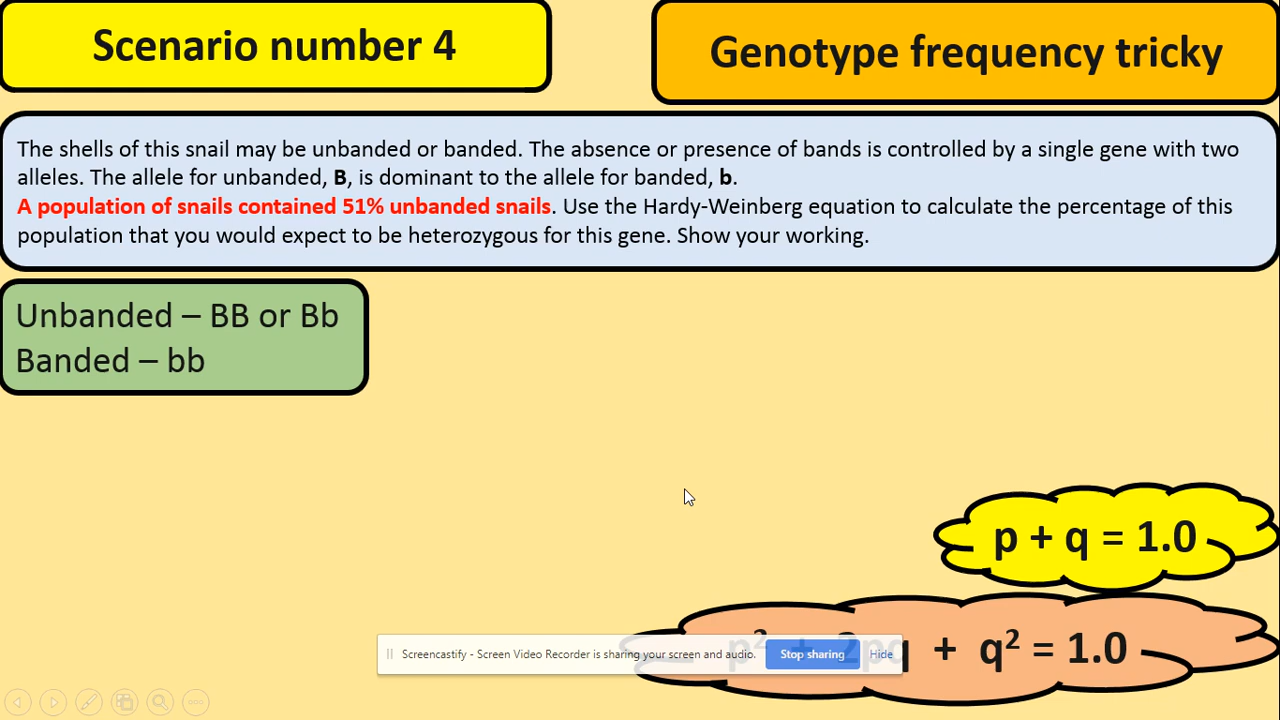 Scenario number 4
Genotype frequency tricky
The shells of this snail may be unbanded or banded. The absence or presence of bands is controlled by a single gene with two
alleles. The allele for unbanded, B, is dominant to the allele for banded, b.
A population of snails contained 51% unbanded snails. Use the Hardy-Weinberg equation to calculate the percentage of this
population that you would expect to be heterozygous for this gene. Show your working.
Unbanded – BB or Bb
Banded – bb
p + q = 1.0
p² + 2pq + q² = 1.0
Screencastify - Screen Video Recorder is sharing your screen and audio.
Stop sharing
Hide